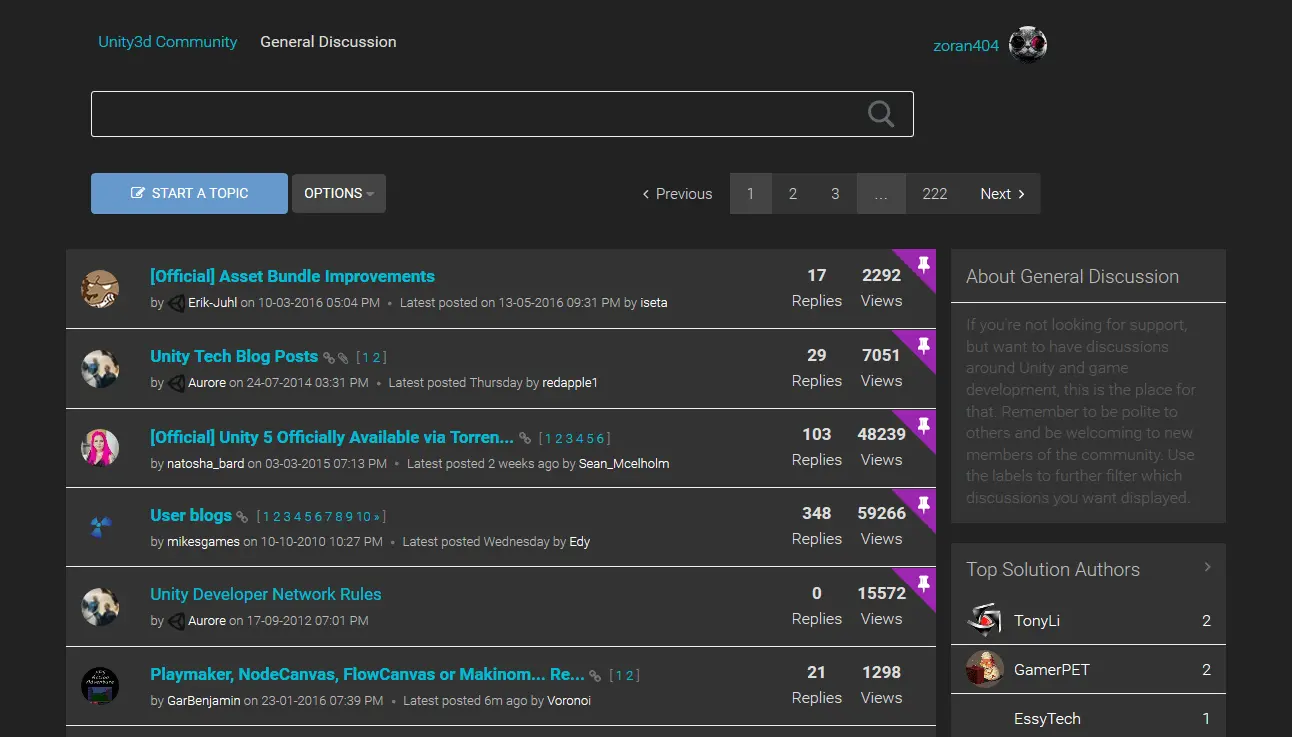 Unity3d Community General Discussion
zoran404
START A TOPIC OPTIONS
Previous 1 2 3 ... 222 Next
[Official] Asset Bundle Improvements
by Erik-Juhl on 10-03-2016 05:04 PM • Latest posted on 13-05-2016 09:31 PM by iseta
17 Replies
2292 Views
Unity Tech Blog Posts [ 1 2 ]
by Aurore on 24-07-2014 03:31 PM • Latest posted Thursday by redapple1
29 Replies
7051 Views
[Official] Unity 5 Officially Available via Torren... [ 1 2 3 4 5 6 ]
by natosha_bard on 03-03-2015 07:13 PM • Latest posted 2 weeks ago by Sean_Mcelholm
103 Replies
48239 Views
User blogs [ 1 2 3 4 5 6 7 8 9 10 » ]
by mikesgames on 10-10-2010 10:27 PM • Latest posted Wednesday by Edy
348 Replies
59266 Views
Unity Developer Network Rules
by Aurore on 17-09-2012 07:01 PM
0 Replies
15572 Views
Playmaker, NodeCanvas, FlowCanvas or Makinom... Re... [ 1 2 ]
by GarBenjamin on 23-01-2016 07:39 PM • Latest posted 6m ago by Voronoi
21 Replies
1298 Views
About General Discussion
If you're not looking for support,
but want to have discussions
around Unity and game
development, this is the place for
that. Remember to be polite to
others and be welcoming to new
members of the community. Use
the labels to further filter which
discussions you want displayed.
Top Solution Authors
TonyLi 2
GamerPET 2
EssyTech 1